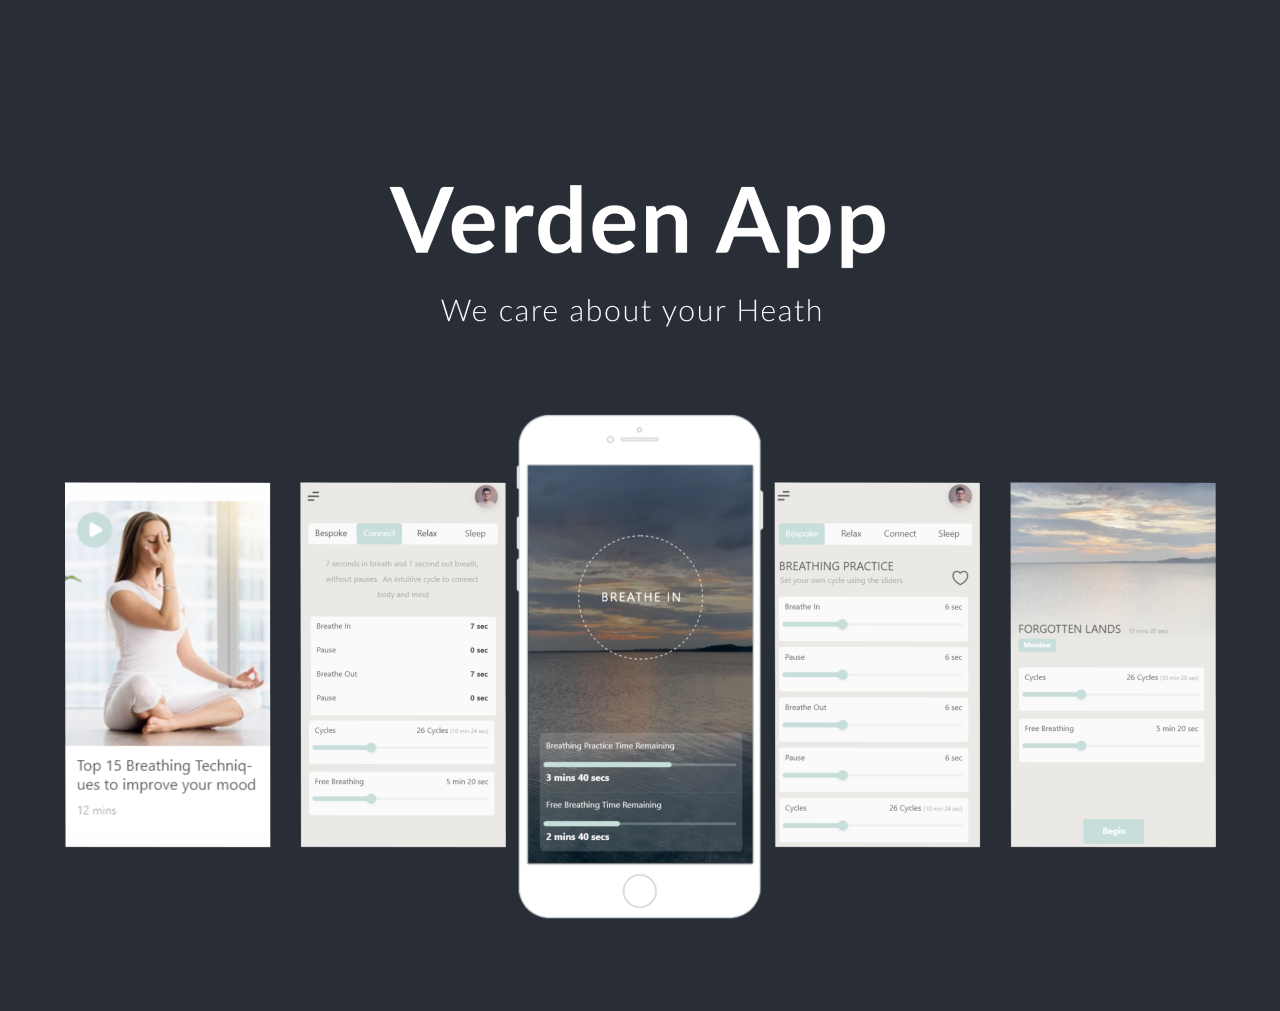 Verden App
We care about your Heath
Top 15 Breathing Techniq-
ues to improve your mood
12 mins
Bespoke Connect Relax Sleep
7 seconds in breath and 7 second out breath,
without pauses. An intuitive cycle to connect
body and mind
Breathe In 7 sec
Pause 0 sec
Breathe Out 7 sec
Pause 0 sec
Cycles 26 Cycles (10 min 24 sec)
Free Breathing 5 min 20 sec
BREATHE IN
Breathing Practice Time Remaining
3 mins 40 secs
Free Breathing Time Remaining
2 mins 40 secs
Bespoke Relax Connect Sleep
BREATHING PRACTICE
Set your own cycle using the sliders
Breathe In 6 sec
Pause 6 sec
Breathe Out 6 sec
Pause 6 sec
Cycles 26 Cycles (10 min 24 sec)
FORGOTTEN LANDS 10 mins 20 secs
Meadow
Cycles 26 Cycles (10 min 20 sec)
Free Breathing 5 min 20 sec
Begin